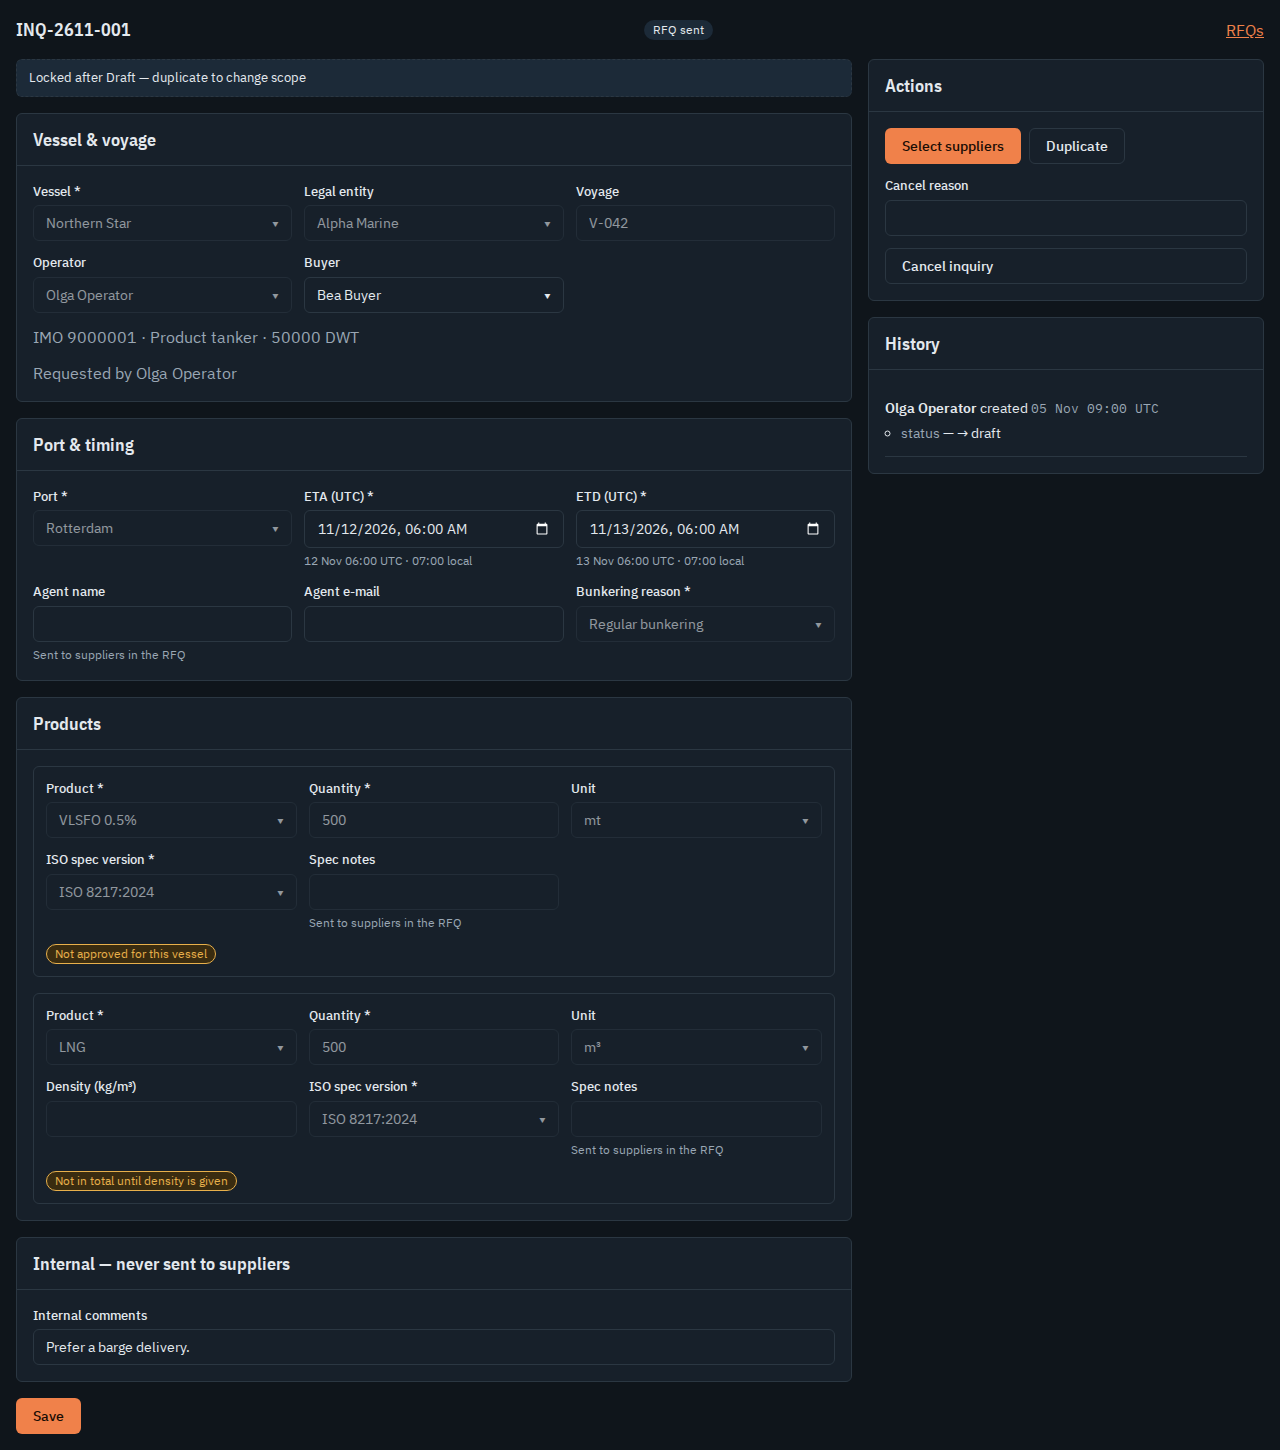 INQ-2611-001
RFQ sent
RFQs
Locked after Draft — duplicate to change scope
Vessel & voyage
Vessel *
Legal entity
Voyage
Northern Star
Alpha Marine
V-042
Operator
Buyer
Olga Operator
Bea Buyer
IMO 9000001 · Product tanker · 50000 DWT
Requested by Olga Operator
Port & timing
Port *
ETA (UTC) *
ETD (UTC) *
Rotterdam
11/12/2026, 06:00 AM
11/13/2026, 06:00 AM
12 Nov 06:00 UTC · 07:00 local
13 Nov 06:00 UTC · 07:00 local
Agent name
Agent e-mail
Bunkering reason *
Regular bunkering
Sent to suppliers in the RFQ
Products
Product *
Quantity *
Unit
VLSFO 0.5%
500
mt
ISO spec version *
Spec notes
ISO 8217:2024
Sent to suppliers in the RFQ
Not approved for this vessel
Product *
Quantity *
Unit
LNG
500
m³
Density (kg/m³)
ISO spec version *
Spec notes
ISO 8217:2024
Sent to suppliers in the RFQ
Not in total until density is given
Internal — never sent to suppliers
Internal comments
Prefer a barge delivery.
Save
Actions
Select suppliers
Duplicate
Cancel reason
Cancel inquiry
History
Olga Operator created 05 Nov 09:00 UTC
status — → draft